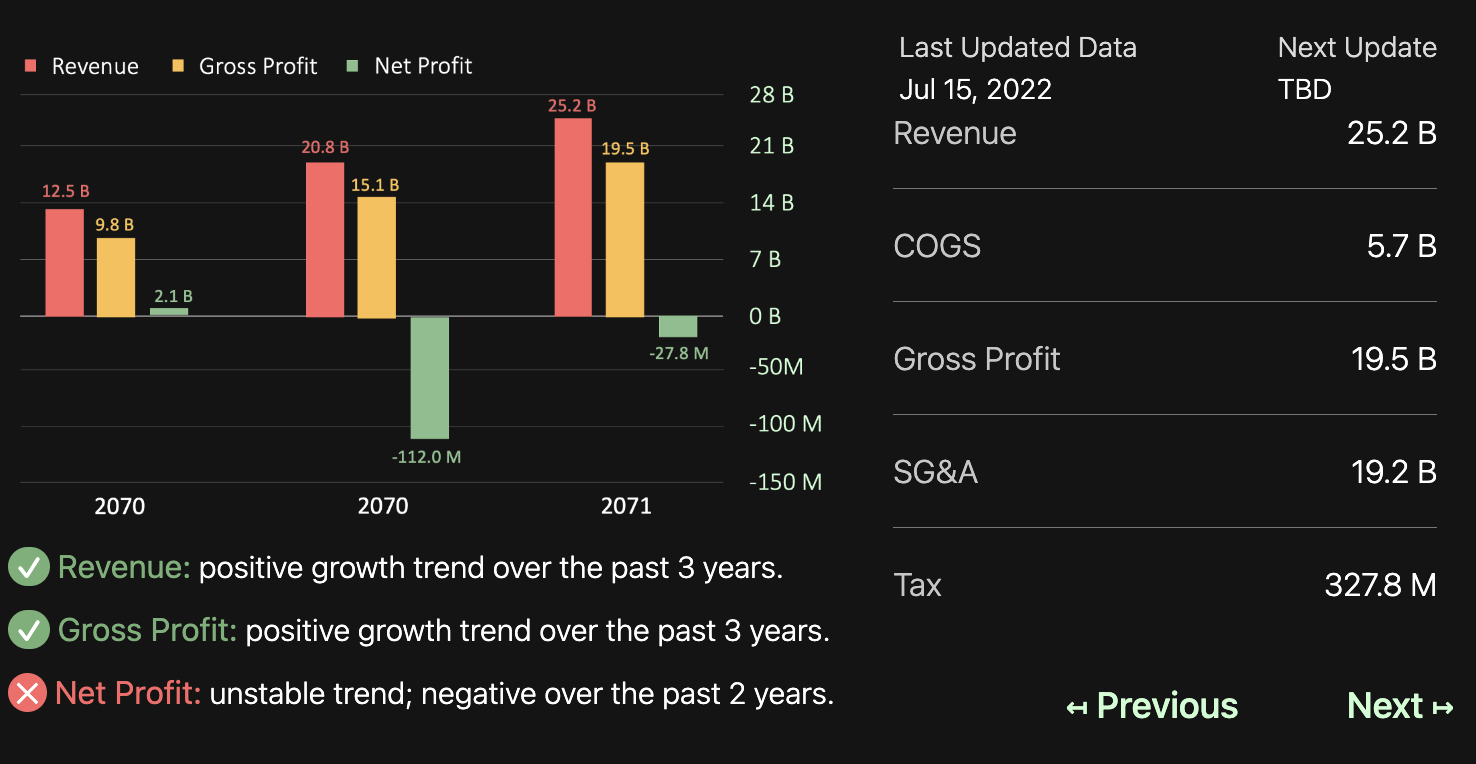 Revenue Gross Profit Net Profit
28 B
21 B
14 B
7 B
0 B
-50M
-100 M
-150 M
12.5 B
9.8 B
2.1 B
20.8 B
15.1 B
-112.0 M
25.2 B
19.5 B
-27.8 M
2070 2070 2071
Revenue: positive growth trend over the past 3 years.
Gross Profit: positive growth trend over the past 3 years.
Net Profit: unstable trend; negative over the past 2 years.
Last Updated Data Next Update
Jul 15, 2022 TBD
Revenue 25.2 B
COGS 5.7 B
Gross Profit 19.5 B
SG&A 19.2 B
Tax 327.8 M
↤ Previous Next ↦